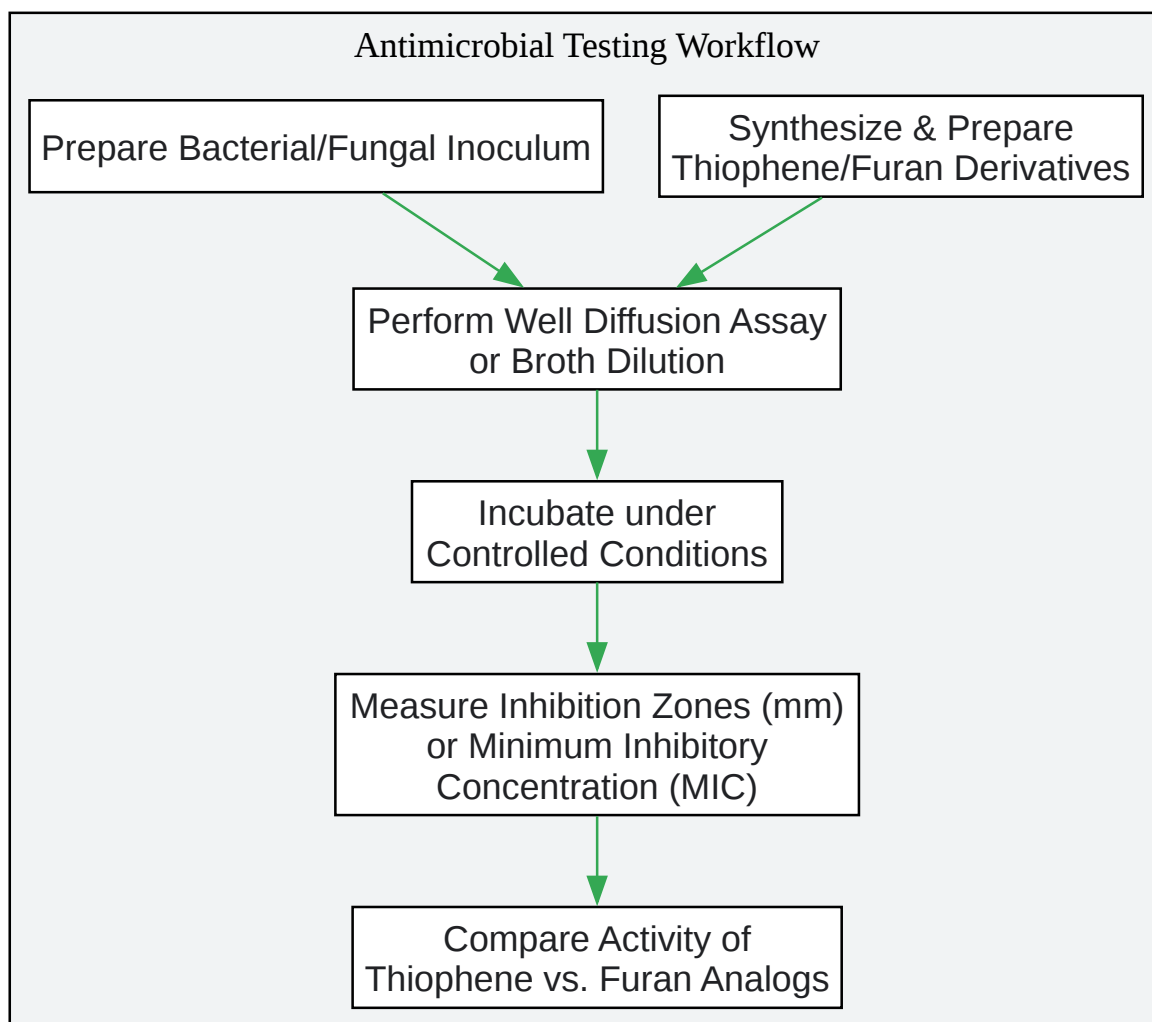 Antimicrobial Testing Workflow
Prepare Bacterial/Fungal Inoculum
Synthesize & Prepare
Thiophene/Furan Derivatives
Perform Well Diffusion Assay
or Broth Dilution
Incubate under
Controlled Conditions
Measure Inhibition Zones (mm)
or Minimum Inhibitory
Concentration (MIC)
Compare Activity of
Thiophene vs. Furan Analogs